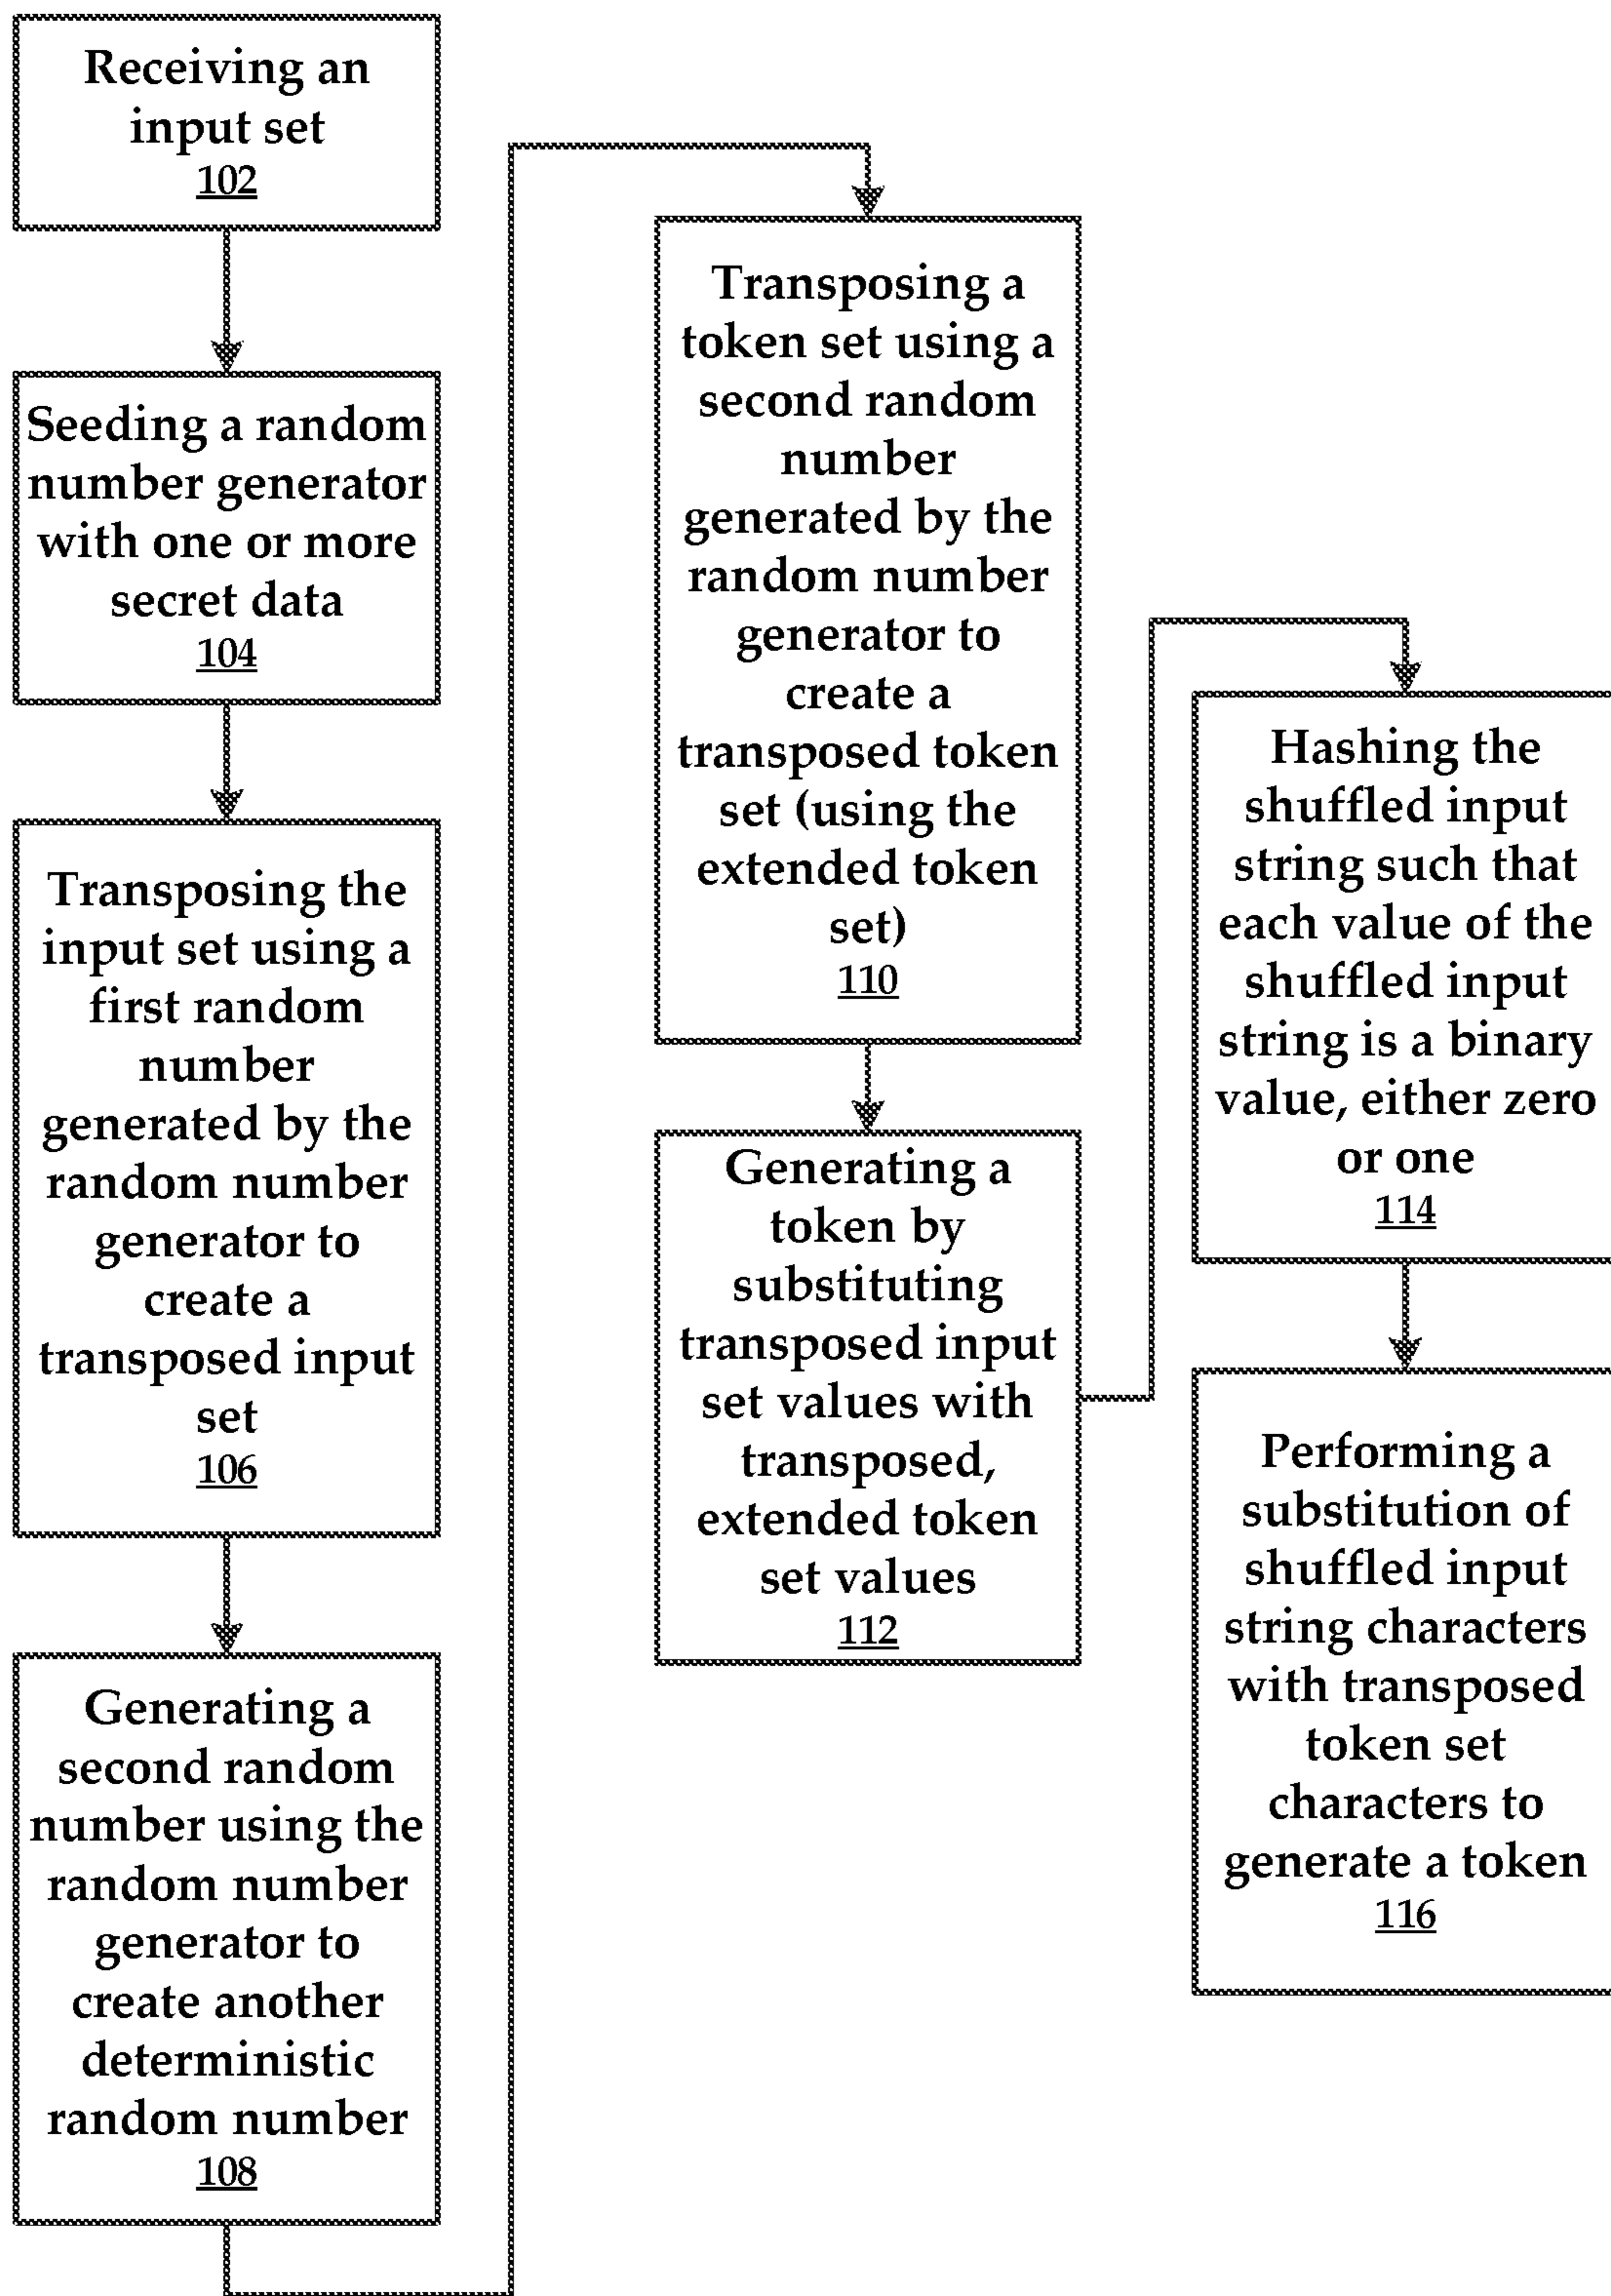 Receiving an
input set
102
Seeding a random
number generator
with one or more
secret data
104
Transposing the
input set using a
first random
number
generated by the
random number
generator to
create a
transposed input
set
106
Generating a
second random
number using the
random number
generator to
create another
deterministic
random number
108
Transposing a
token set using a
second random
number
generated by the
random number
generator to
create a
transposed token
set (using the
extended token
set)
110
Generating a
token by
substituting
transposed input
set values with
transposed,
extended token
set values
112
Hashing the
shuffled input
string such that
each value of the
shuffled input
string is a binary
value, either zero
or one
114
Performing a
substitution of
shuffled input
string characters
with transposed
token set
characters to
generate a token
116